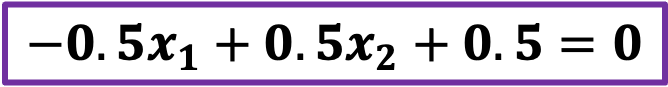 −0.5x₁ + 0.5x₂ + 0.5 = 0